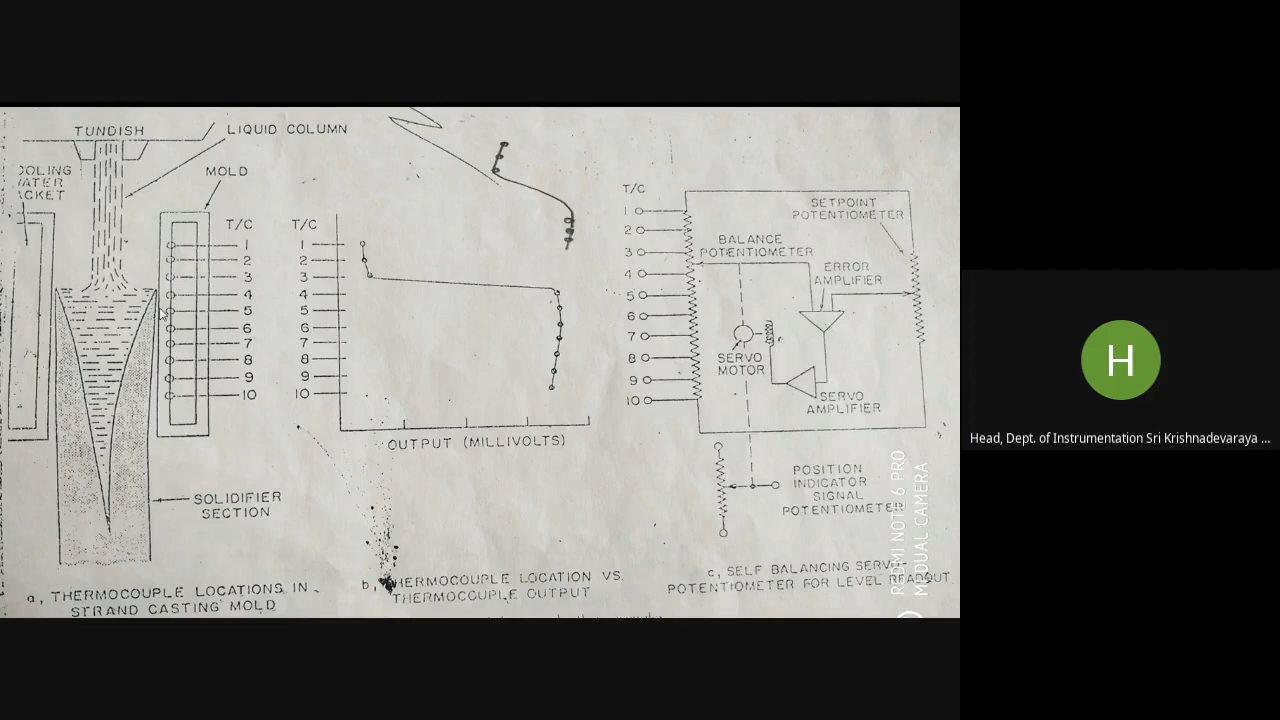 TUNDISH
LIQUID COLUMN
OOLING
WATER
ACKET
MOLD
T/C
1
2
3
4
5
6
7
8
9
10
SOLIDIFIER
SECTION
a, THERMOCOUPLE LOCATIONS IN
STRAND CASTING MOLD
T/C
1
2
3
4
5
6
7
8
9
10
OUTPUT (MILLIVOLTS)
b, THERMOCOUPLE LOCATION VS.
THERMOCOUPLE OUTPUT
T/C
1
2
3
4
5
6
7
8
9
10
SETPOINT
POTENTIOMETER
BALANCE
POTENTIOMETER
ERROR
AMPLIFIER
SERVO
MOTOR
SERVO
AMPLIFIER
POSITION
INDICATOR
SIGNAL
POTENTIOMETER
c, SELF BALANCING SERVO
POTENTIOMETER FOR LEVEL READOUT
REDMI NOTE 6 PRO
MI DUAL CAMERA
H
Head, Dept. of Instrumentation Sri Krishnadevaraya ...